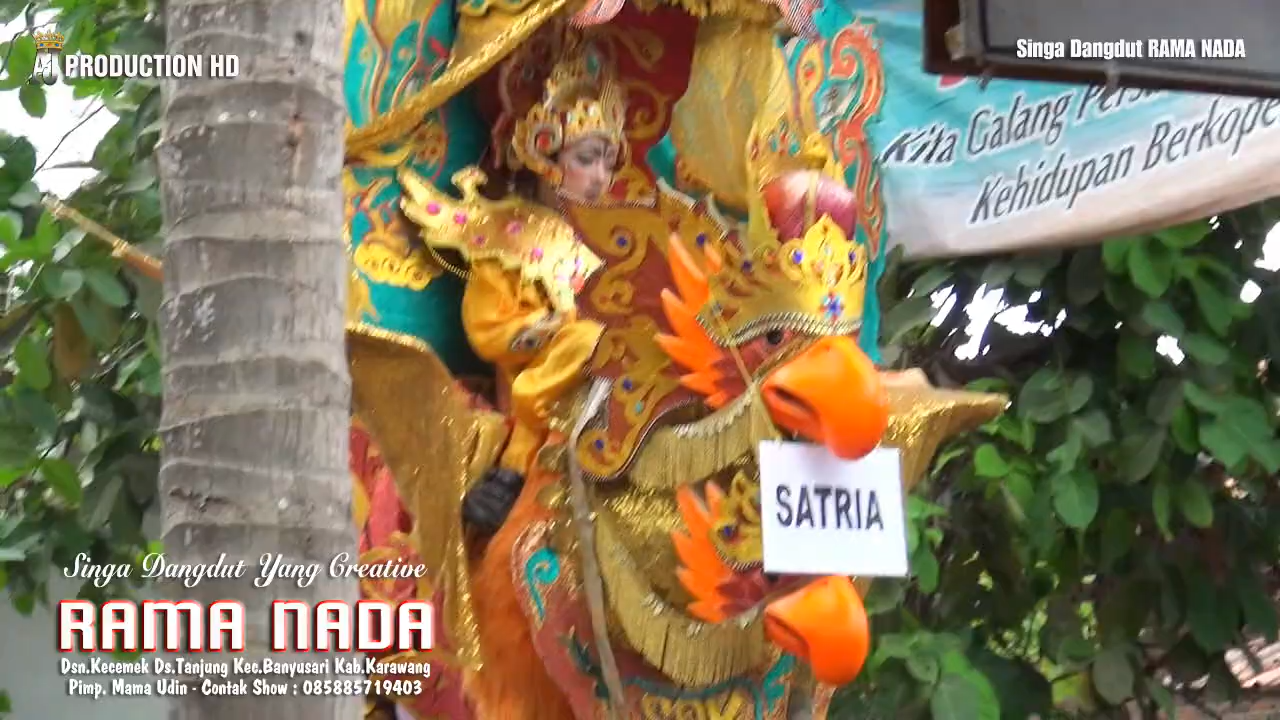 PRODUCTION HD
Singa Dangdut RAMA NADA
Kita Galang
Kehidupan Berkope
SATRIA
Singa Dangdut Yang Creative
RAMA NADA
Dsn.Kecemek Ds.Tanjung Kec.Banyusari Kab.Karawang
Pimp. Mama Udin - Contak Show : 085885719403